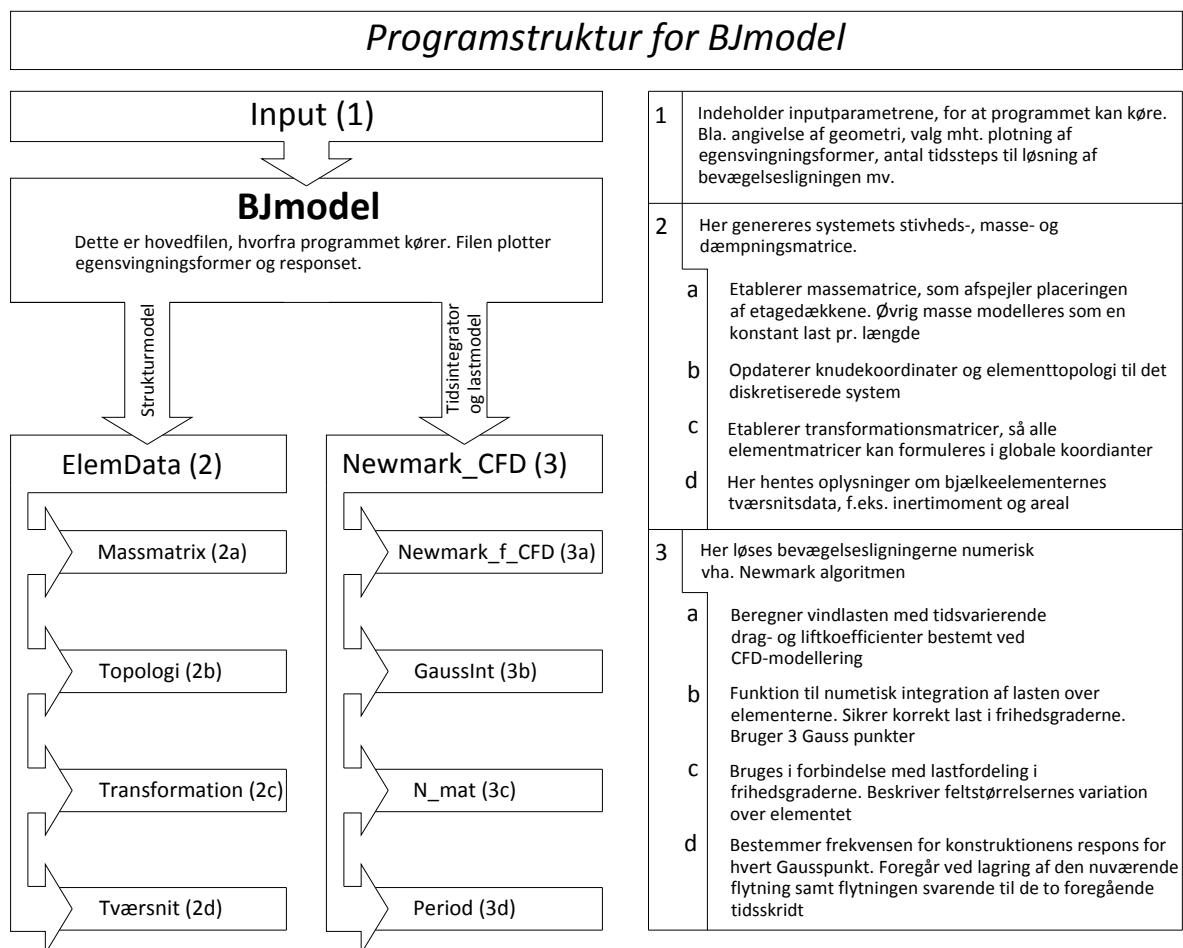 Programstruktur for BJmodel
Input (1)
BJmodel
Dette er hovedfilen, hvorfra programmet kører. Filen plotter
egensvingningsformer og responset.
Strukturmodel
Tidsintegrator
og lastmodel
ElemData (2)
Massmatrix (2a)
Topologi (2b)
Transformation (2c)
Tværsnit (2d)
Newmark_CFD (3)
Newmark_f_CFD (3a)
GaussInt (3b)
N_mat (3c)
Period (3d)
1
Indeholder inputparametrene, for at programmet kan køre.
Bla. angivelse af geometri, valg mht. plotning af
egensvingningsformer, antal tidssteps til løsning af
bevægelsesligningen mv.
2
Her genereres systemets stivheds-, masse- og
dæmpningsmatrice.
a
Etablerer massematrice, som afspejler placeringen
af etagedækkene. Øvrig masse modelleres som en
konstant last pr. længde
b
Opdaterer knudekoordinater og elementtopologi til det
diskretiserede system
c
Etablerer transformationsmatricer, så alle
elementmatricer kan formuleres i globale koordianter
d
Her hentes oplysninger om bjælkeelementernes
tværsnitsdata, f.eks. inertimoment og areal
3
Her løses bevægelsesligningerne numerisk
vha. Newmark algoritmen
a
Beregner vindlasten med tidsvarierende
drag- og liftkoefficienter bestemt ved
CFD-modellering
b
Funktion til numetisk integration af lasten over
elementerne. Sikrer korrekt last i frihedsgraderne.
Bruger 3 Gauss punkter
c
Bruges i forbindelse med lastfordeling i
frihedsgraderne. Beskriver feltstørrelsernes variation
over elementet
d
Bestemmer frekvensen for konstruktionens respons for
hvert Gausspunkt. Foregår ved lagring af den nuværende
flytning samt flytningen svarende til de to foregående
tidsskridt